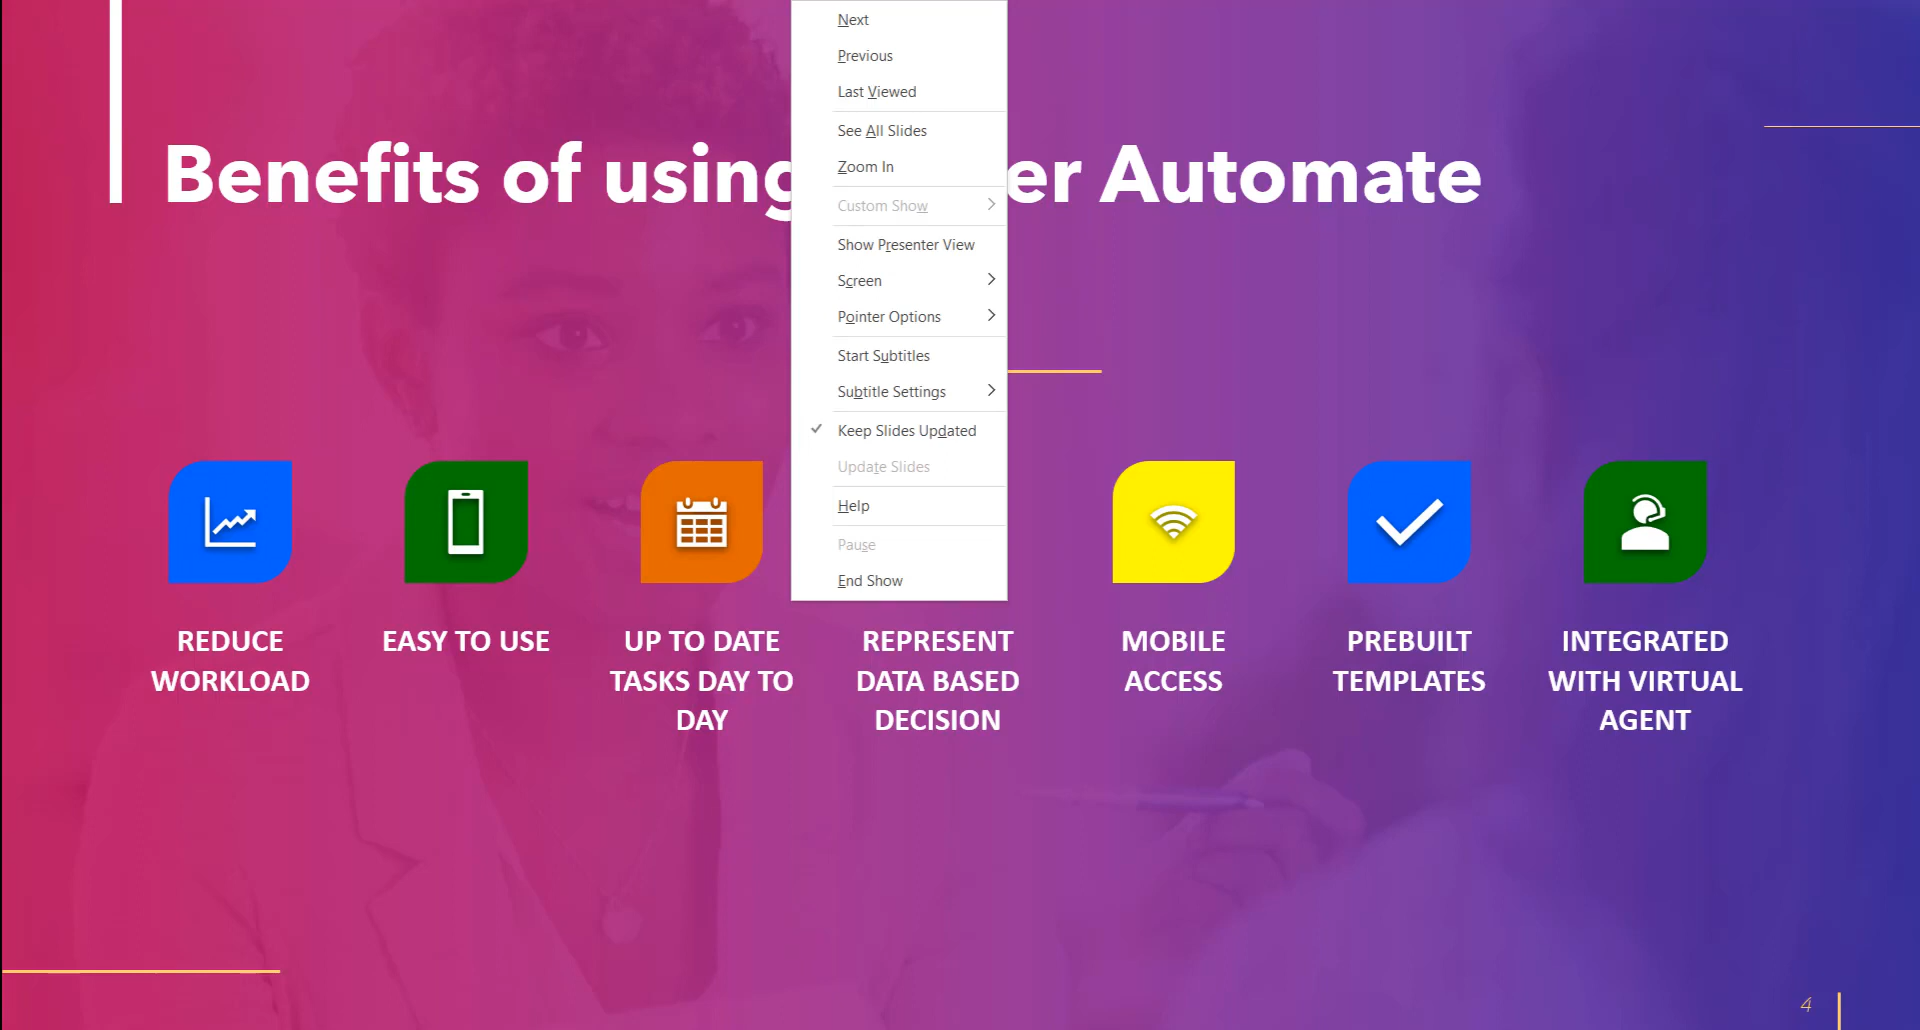 Benefits of using er Automate
Next
Previous
Last Viewed
See All Slides
Zoom In
Custom Show
Show Presenter View
Screen
Pointer Options
Start Subtitles
Subtitle Settings
Keep Slides Updated
Update Slides
Help
Pause
End Show
REDUCE
WORKLOAD
EASY TO USE
UP TO DATE
TASKS DAY TO
DAY
REPRESENT
DATA BASED
DECISION
MOBILE
ACCESS
PREBUILT
TEMPLATES
INTEGRATED
WITH VIRTUAL
AGENT
4